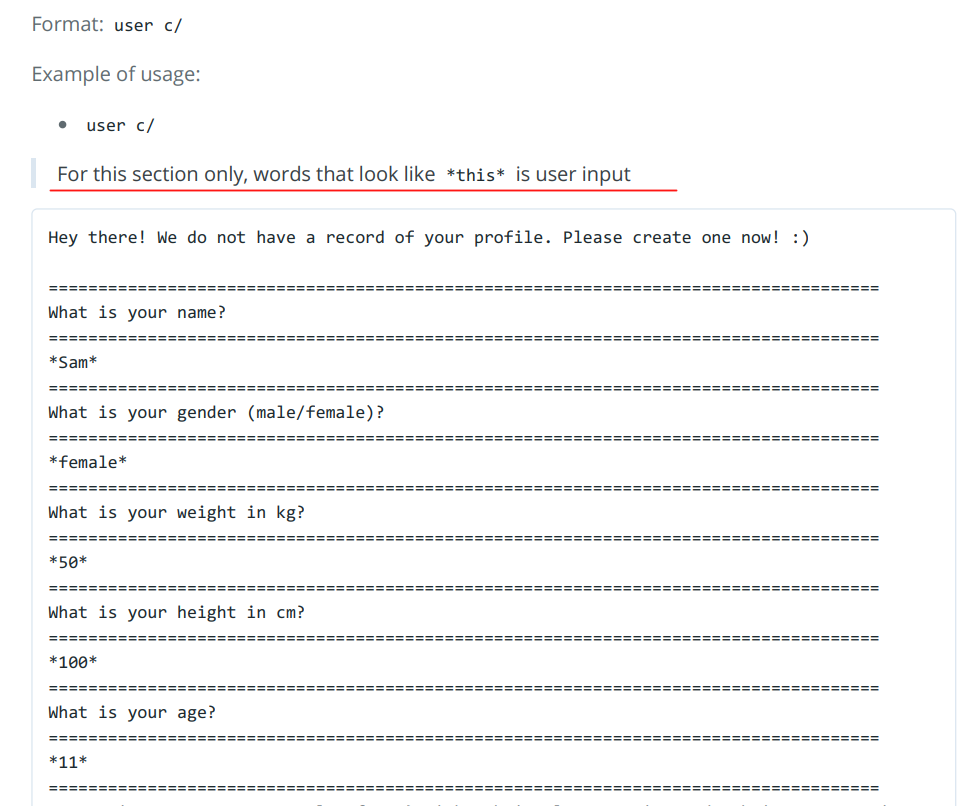 Format: user c/
Example of usage:
• user c/
For this section only, words that look like *this* is user input
Hey there! We do not have a record of your profile. Please create one now! :)
====================================================================================
What is your name?
====================================================================================
*Sam*
====================================================================================
What is your gender (male/female)?
====================================================================================
*female*
====================================================================================
What is your weight in kg?
====================================================================================
*50*
====================================================================================
What is your height in cm?
====================================================================================
*100*
====================================================================================
What is your age?
====================================================================================
*11*
====================================================================================